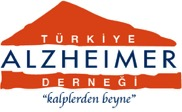 TÜRKİYE
ALZHEIMER
DERNEĞİ
"kalplerden beyne"